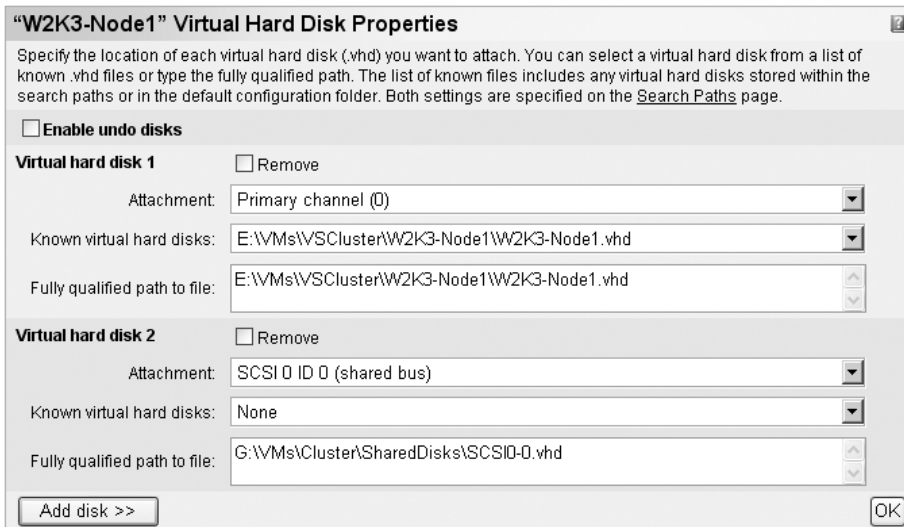 “W2K3-Node1” Virtual Hard Disk Properties
?
Specify the location of each virtual hard disk (.vhd) you want to attach. You can select a virtual hard disk from a list of
known .vhd files or type the fully qualified path. The list of known files includes any virtual hard disks stored within the
search paths or in the default configuration folder. Both settings are specified on the Search Paths page.
Enable undo disks
Virtual hard disk 1 Remove
Attachment: Primary channel (0)
Known virtual hard disks: E:\VMs\VSCluster\W2K3-Node1\W2K3-Node1.vhd
Fully qualified path to file: E:\VMs\VSCluster\W2K3-Node1\W2K3-Node1.vhd
Virtual hard disk 2 Remove
Attachment: SCSI 0 ID 0 (shared bus)
Known virtual hard disks: None
Fully qualified path to file: G:\VMs\Cluster\SharedDisks\SCSI0-0.vhd
Add disk >> OK